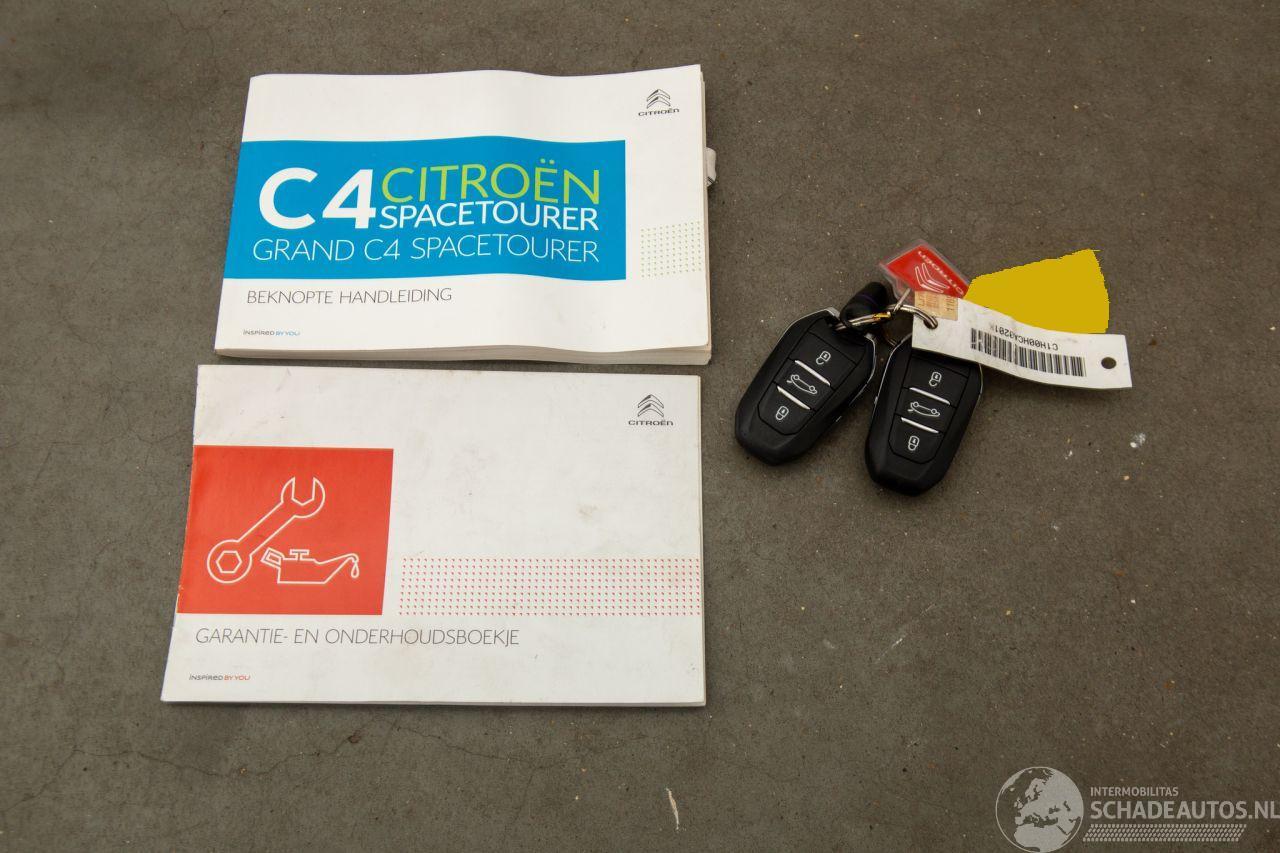 CITROËN
C4 CITROËN
SPACETOURER
GRAND C4 SPACETOURER
BEKNOPTE HANDLEIDING
INSPIRED BY YOU
CITROËN
GARANTIE- EN ONDERHOUDSBOEKJE
INSPIRED BY YOU
CITROËN
INTERMOBILITAS
SCHADEAUTOS.NL